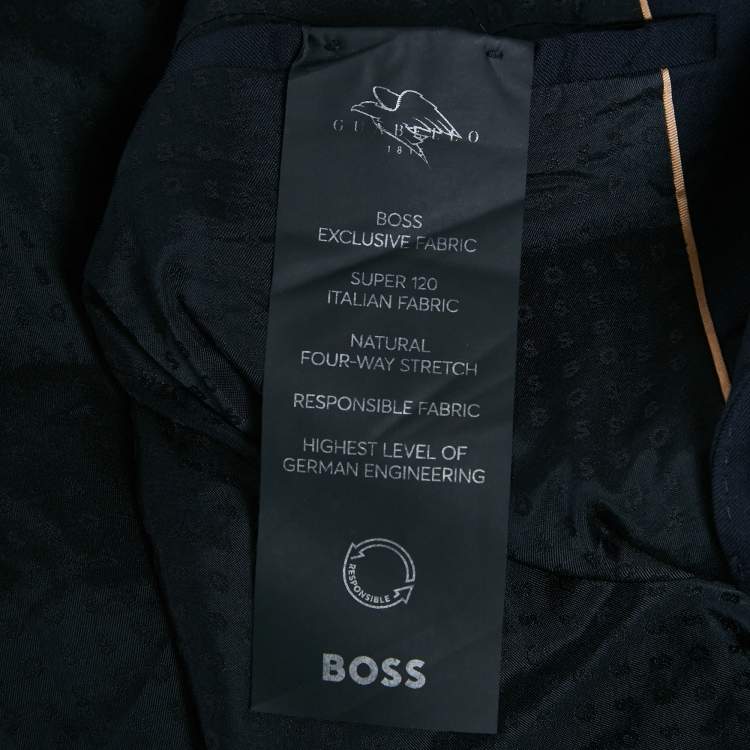 GUABELLO
BOSS
EXCLUSIVE FABRIC
SUPER 120
ITALIAN FABRIC
NATURAL
FOUR-WAY STRETCH
RESPONSIBLE FABRIC
HIGHEST LEVEL OF
GERMAN ENGINEERING
RESPONSIBLE
BOSS